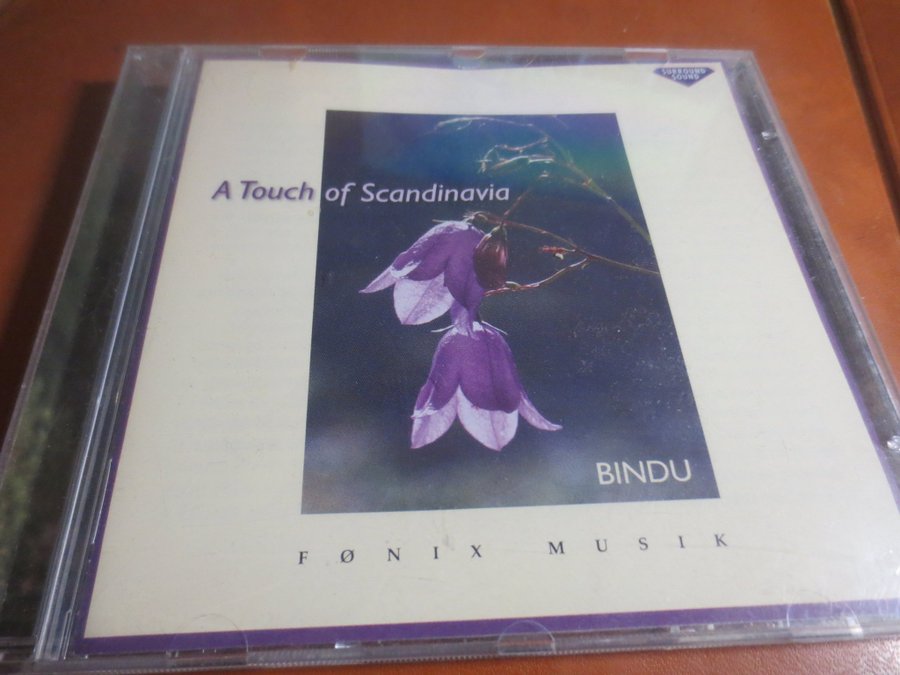 SURROUND
SOUND
A Touch of Scandinavia
BINDU
FØNIX MUSIK